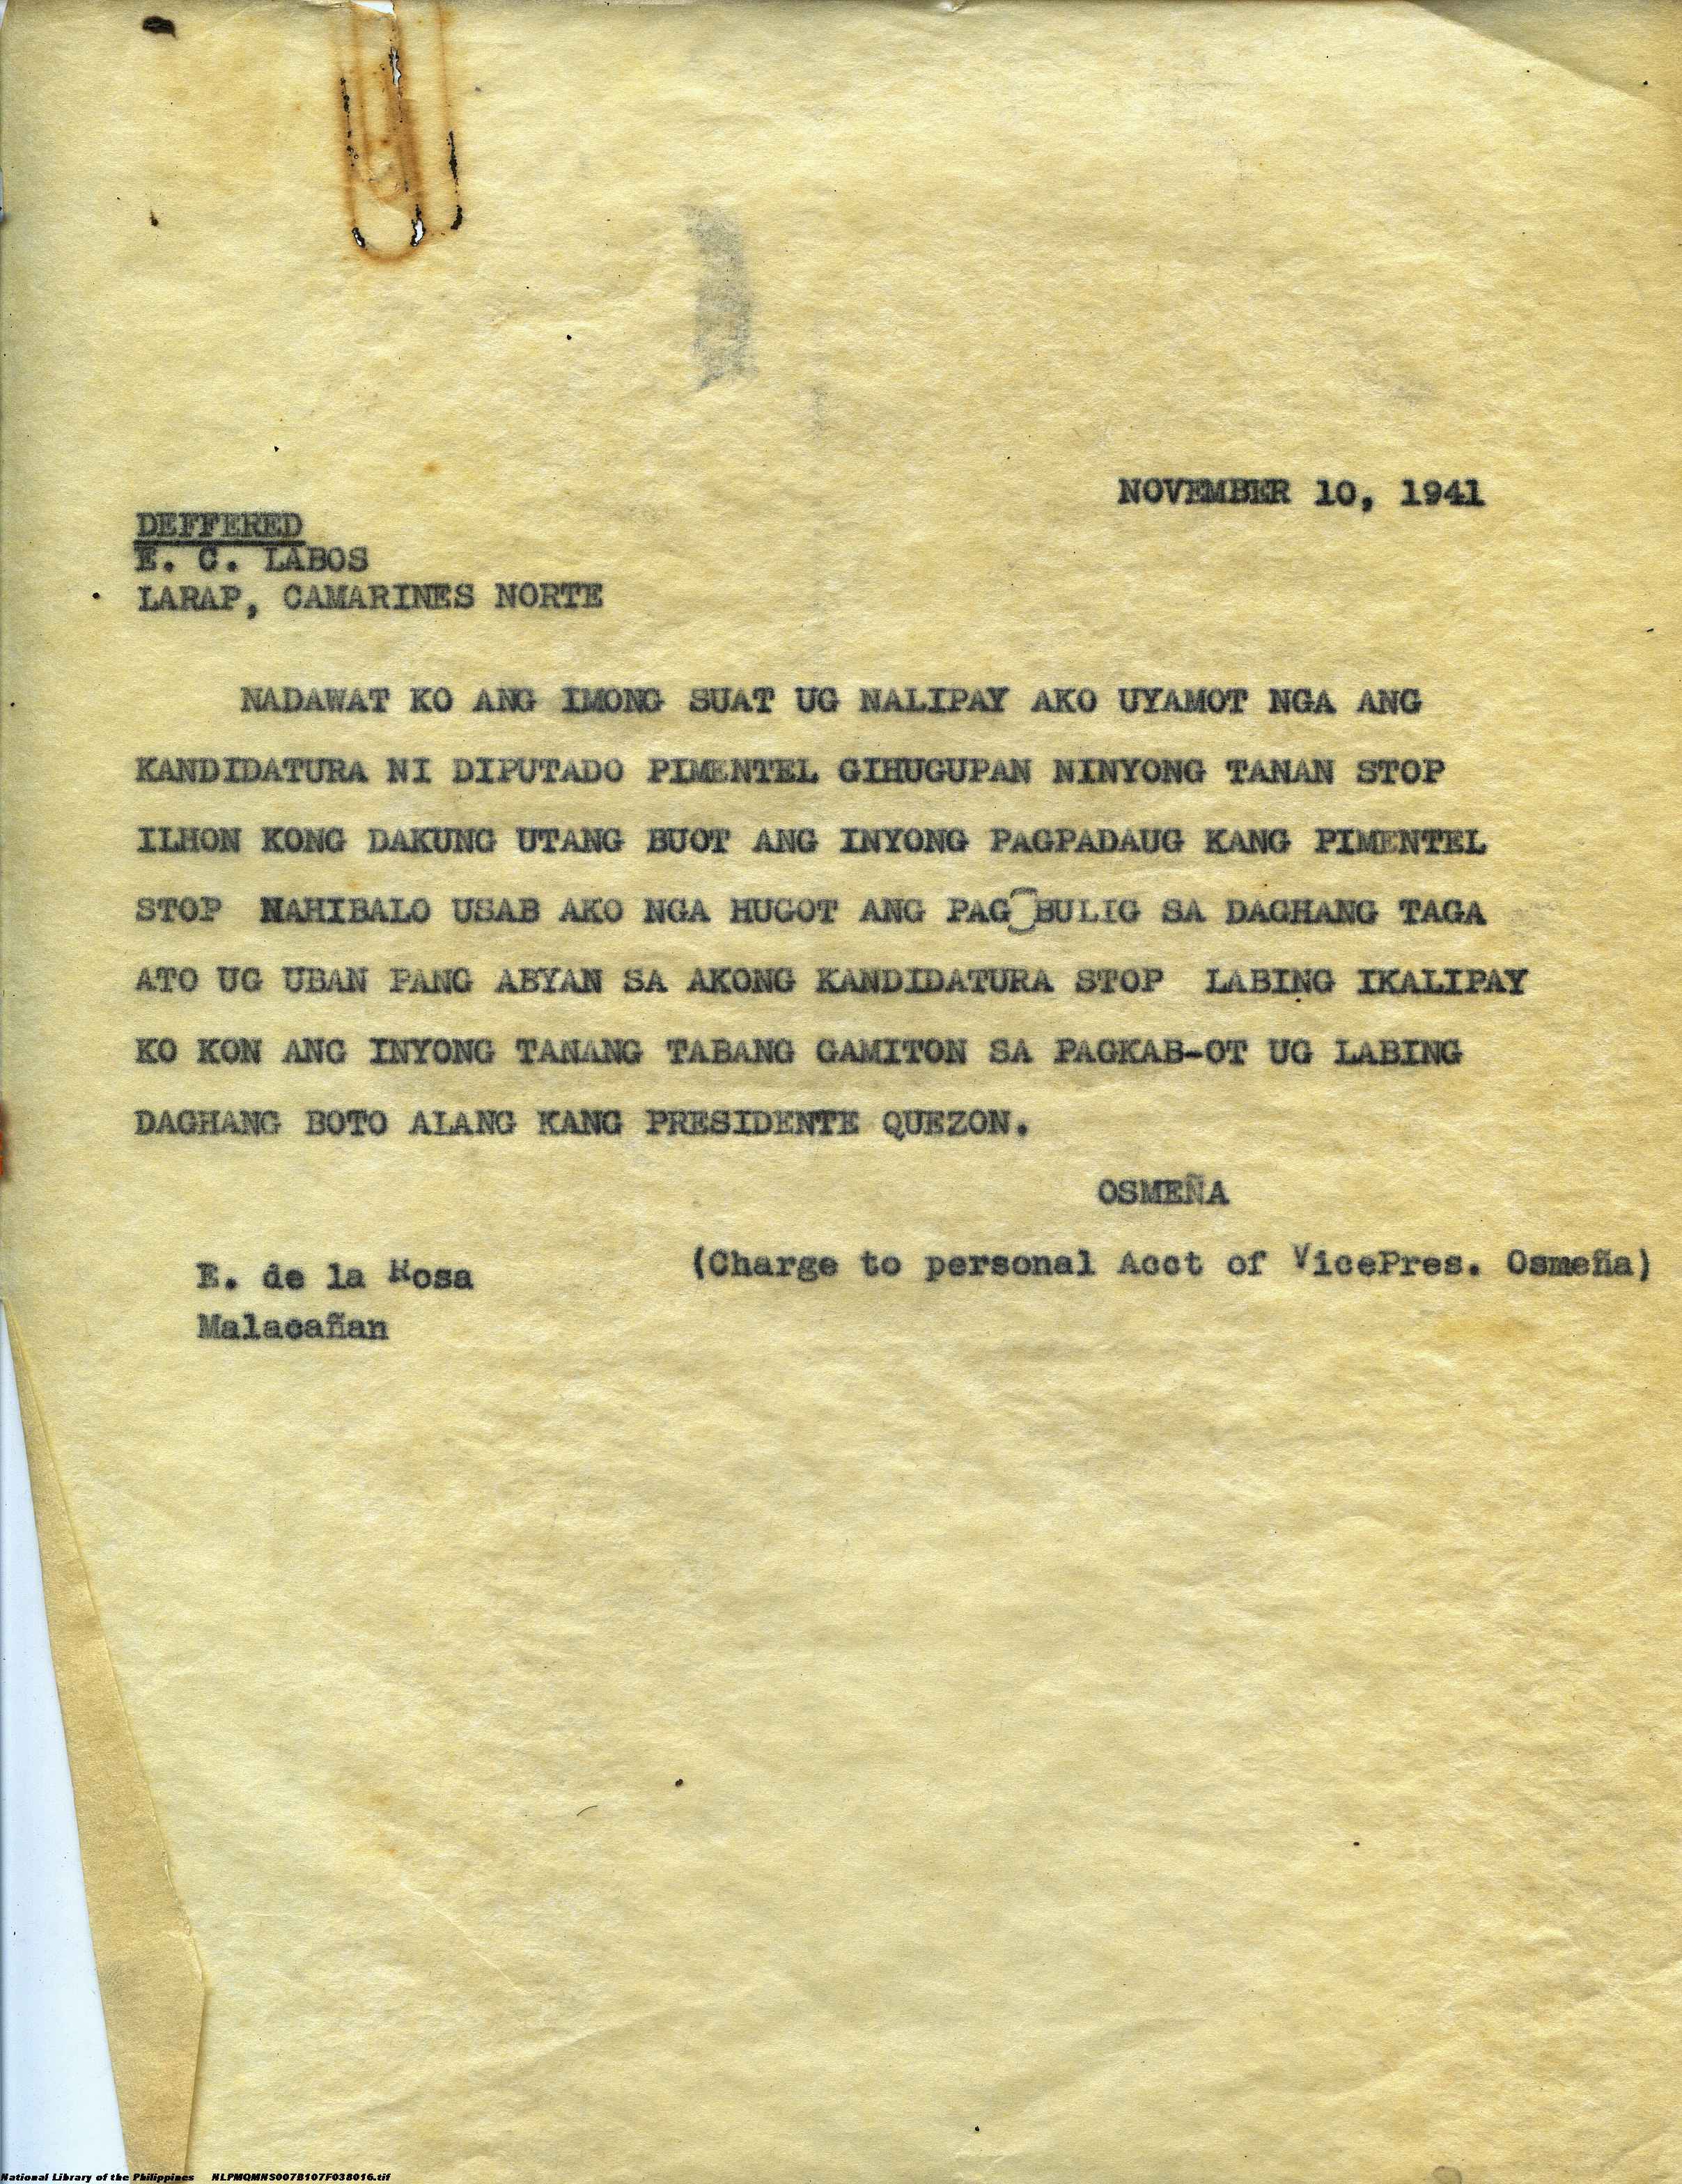 NOVEMBER 10, 1941
DEFFERED
E. C. LABOS
LARAP, CAMARINES NORTE
NADAWAT KO ANG IMONG SUAT UG NALIPAY AKO UYAMOT NGA ANG
KANDIDATURA NI DIPUTADO PIMENTEL GIHUGUPAN NINYONG TANAN STOP
ILHON KONG DAKUNG UTANG BUOT ANG INYONG PAGPADAUG KANG PIMENTEL
STOP NAHIBALO USAB AKO NGA HUGOT ANG PAG BULIG SA DAGHANG TAGA
ATO UG UBAN PANG ABYAN SA AKONG KANDIDATURA STOP LABING IKALIPAY
KO KON ANG INYONG TANANG TABANG GAMITON SA PAGKAB-OT UG LABING
DAGHANG BOTO ALANG KANG PRESIDENTE QUEZON.
OSMEÑA
(Charge to personal Acct of VicePres. Osmeña)
E. de la Rosa
Malacañan
National Library of the Philippines NLPMQMNS007B107F038016.tif